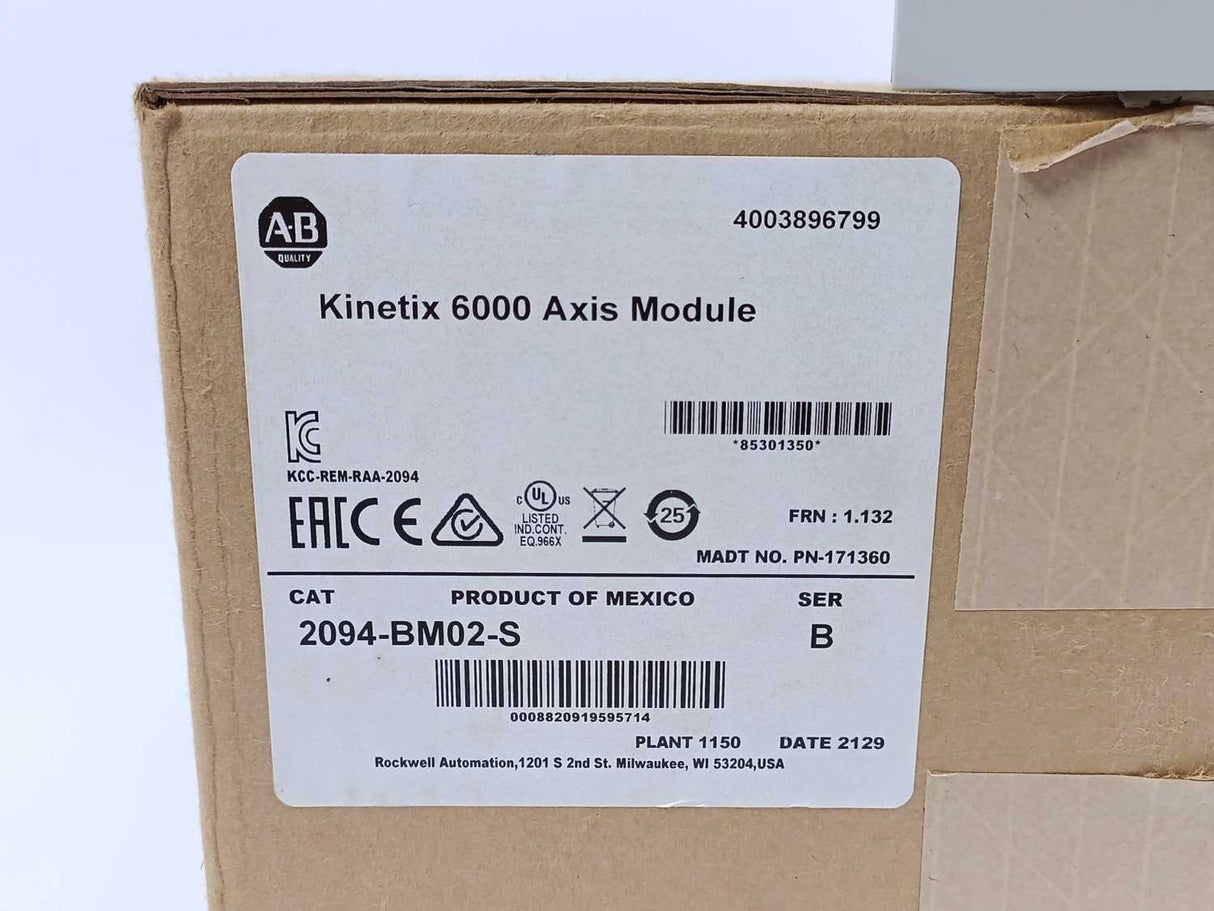 A·B
QUALITY
4003896799
Kinetix 6000 Axis Module
*85301350*
KC
KCC-REM-RAA-2094
EAC CE
C UL US
LISTED
IND.CONT.
EQ.966X
25
FRN : 1.132
MADT NO. PN-171360
CAT PRODUCT OF MEXICO SER
2094-BM02-S B
0008820919595714
PLANT 1150 DATE 2129
Rockwell Automation,1201 S 2nd St. Milwaukee, WI 53204,USA